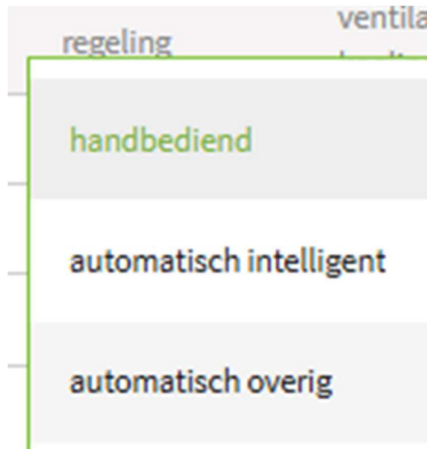 regeling
handbediend
automatisch intelligent
automatisch overig